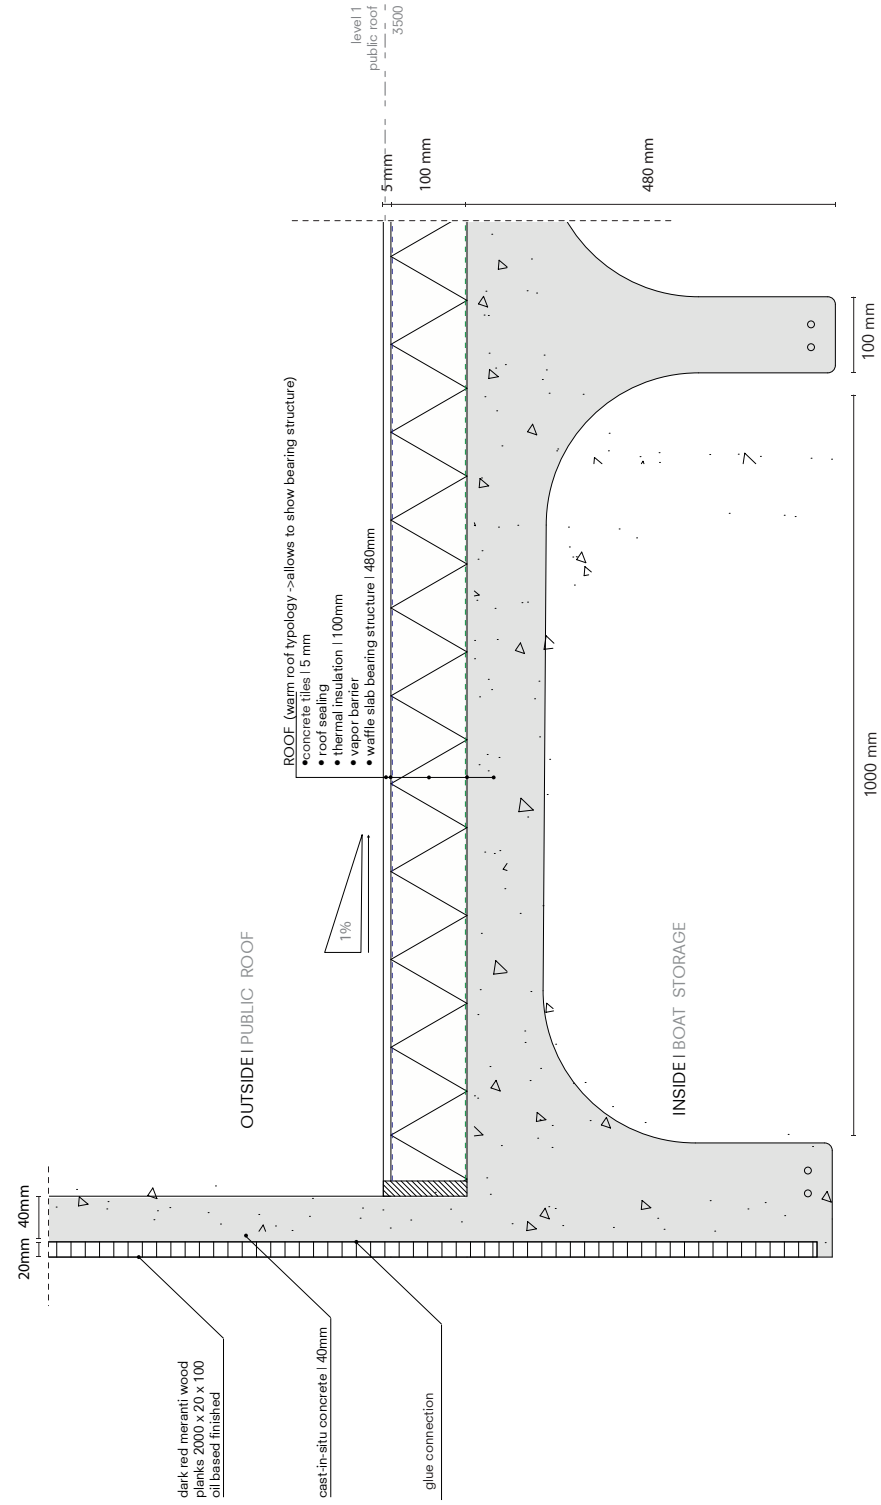 level 1
public roof
3500
5 mm
100 mm
480 mm
100 mm
1000 mm
ROOF (warm roof typology ->allows to show bearing structure)
•concrete tiles | 5 mm
• roof sealing
• thermal insulation | 100mm
• vapor barrier
• waffle slab bearing structure | 480mm
1%
OUTSIDE | PUBLIC ROOF
INSIDE | BOAT STORAGE
20mm
40mm
dark red meranti wood
planks 2000 x 20 x 100
oil based finished
cast-in-situ concrete | 40mm
glue connection